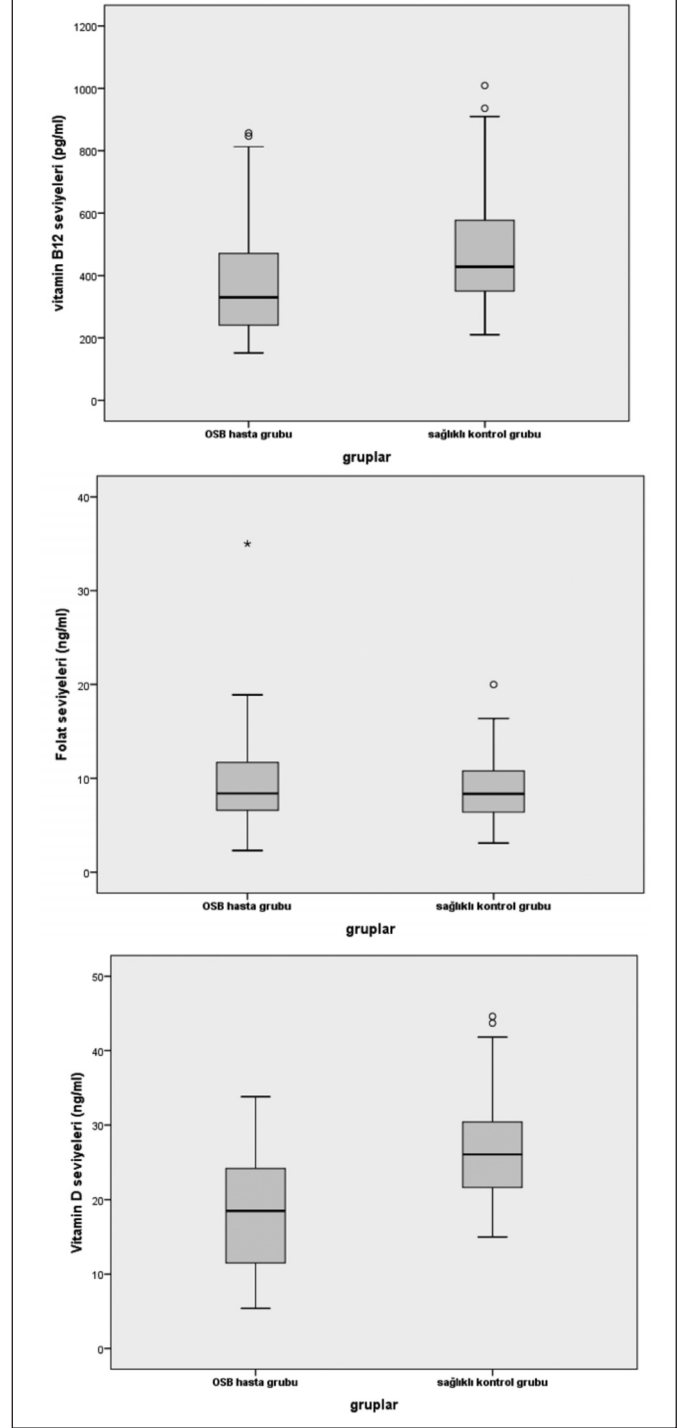 1200
1000
800
600
400
200
0
vitamin B12 seviyeleri (pg/ml)
OSB hasta grubu sağlıklı kontrol grubu
gruplar
40
30
20
10
0
Folat seviyeleri (ng/ml)
OSB hasta grubu sağlıklı kontrol grubu
gruplar
50
40
30
20
10
0
Vitamin D seviyeleri (ng/ml)
OSB hasta grubu sağlıklı kontrol grubu
gruplar